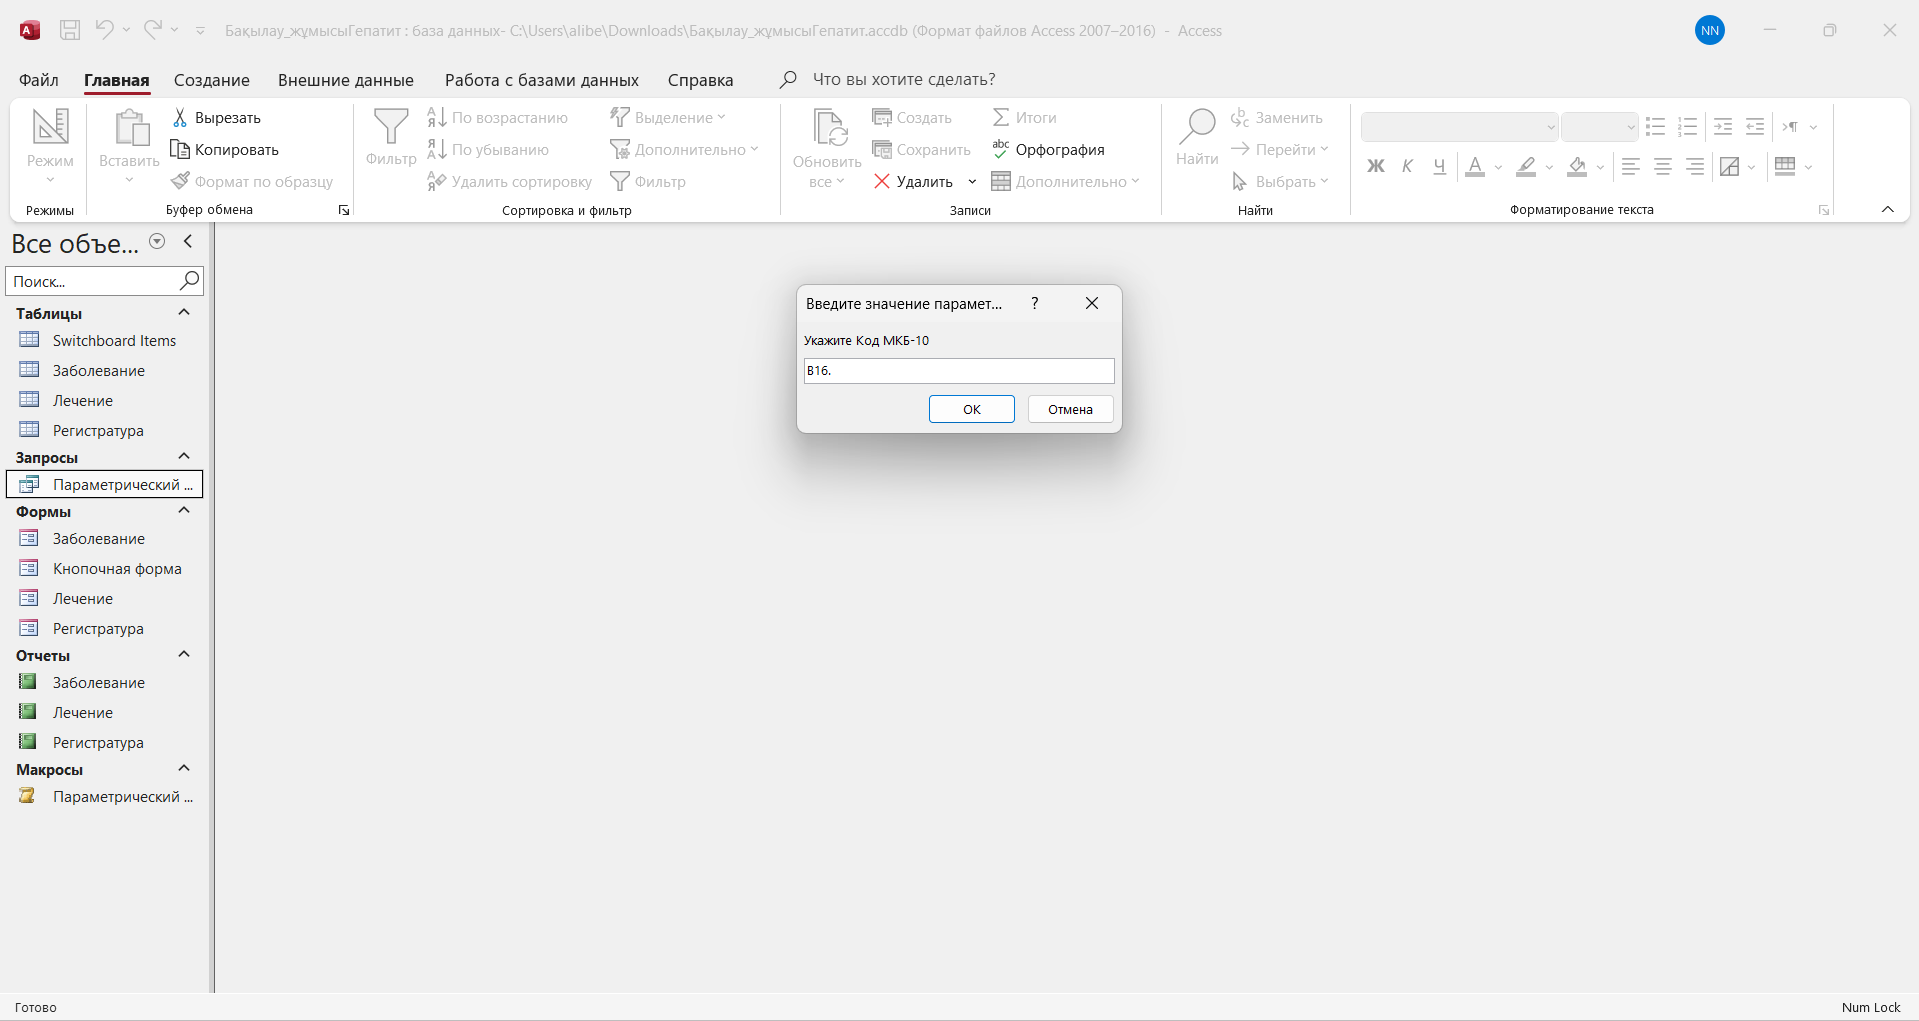 Бақылау_жұмысыГепатит : база данных- C:\Users\alibe\Downloads\Бақылау_жұмысыГепатит.accdb (Формат файлов Access 2007–2016) - Access
NN
Файл Главная Создание Внешние данные Работа с базами данных Справка Что вы хотите сделать?
Режим
Режимы
Вставить
Вырезать
Копировать
Формат по образцу
Буфер обмена
Фильтр
По возрастанию
По убыванию
Удалить сортировку
Выделение
Дополнительно
Фильтр
Сортировка и фильтр
Обновить
все
Создать
Сохранить
Удалить
Итоги
Орфография
Дополнительно
Записи
Найти
Заменить
Перейти
Выбрать
Найти
Ж К Ч А
Форматирование текста
Все объе...
Поиск...
Таблицы
Switchboard Items
Заболевание
Лечение
Регистратура
Запросы
Параметрический ...
Формы
Заболевание
Кнопочная форма
Лечение
Регистратура
Отчеты
Заболевание
Лечение
Регистратура
Макросы
Параметрический ...
Введите значение парамет... ?
Укажите Код МКБ-10
B16.
ОК Отмена
Готово
Num Lock